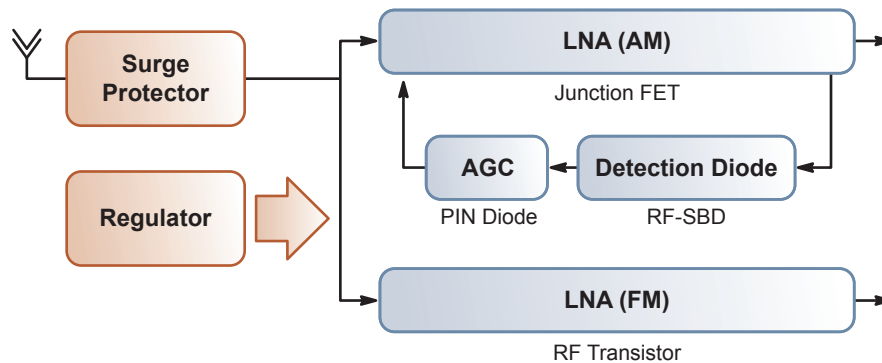 Surge
Protector
LNA (AM)
Junction FET
AGC
Detection Diode
PIN Diode
RF-SBD
Regulator
LNA (FM)
RF Transistor